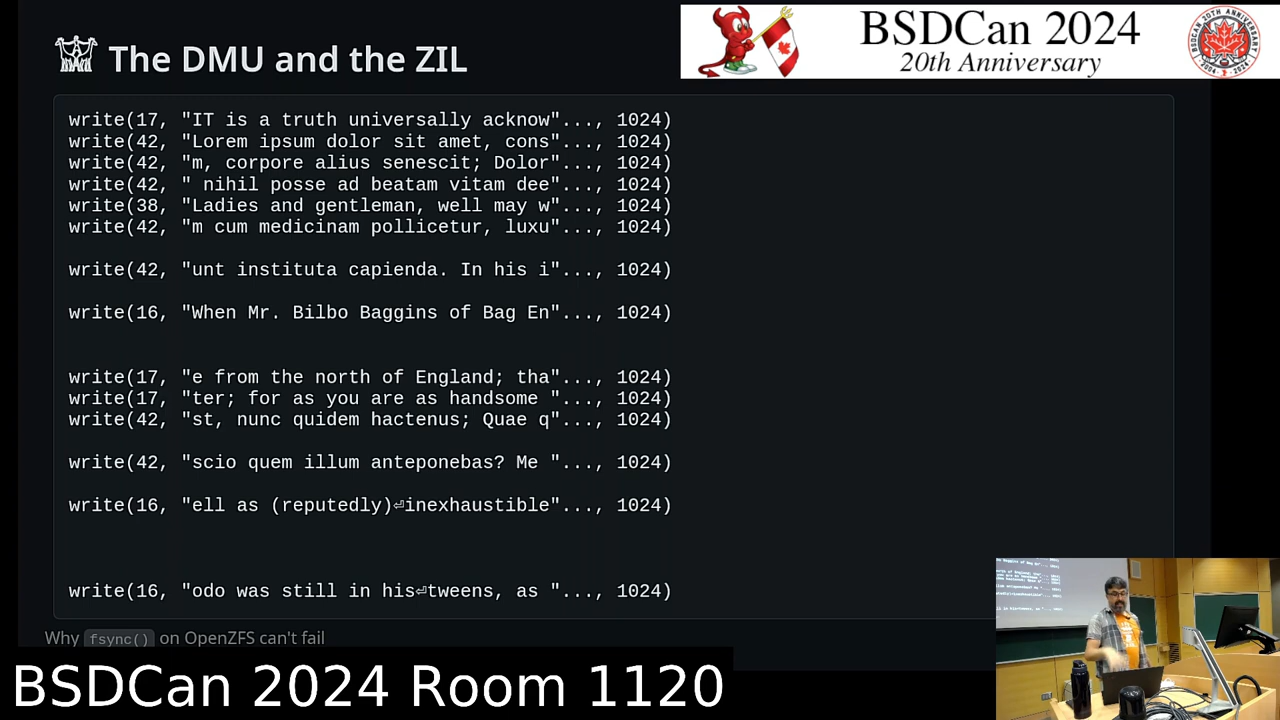 The DMU and the ZIL
BSDCan 2024
20th Anniversary
write(17, "IT is a truth universally acknow"..., 1024)
write(42, "Lorem ipsum dolor sit amet, cons"..., 1024)
write(42, "m, corpore alius senescit; Dolor"..., 1024)
write(42, " nihil posse ad beatam vitam dee"..., 1024)
write(38, "Ladies and gentleman, well may w"..., 1024)
write(42, "m cum medicinam pollicetur, luxu"..., 1024)
write(42, "unt instituta capienda. In his i"..., 1024)
write(16, "When Mr. Bilbo Baggins of Bag En"..., 1024)
write(17, "e from the north of England; tha"..., 1024)
write(17, "ter; for as you are as handsome "..., 1024)
write(42, "st, nunc quidem hactenus; Quae q"..., 1024)
write(42, "scio quem illum anteponebas? Me "..., 1024)
write(16, "ell as (reputedly)⏎inexhaustible"..., 1024)
write(16, "odo was still in his⏎tweens, as "..., 1024)
Why fsync() on OpenZFS can't fail
BSDCan 2024 Room 1120